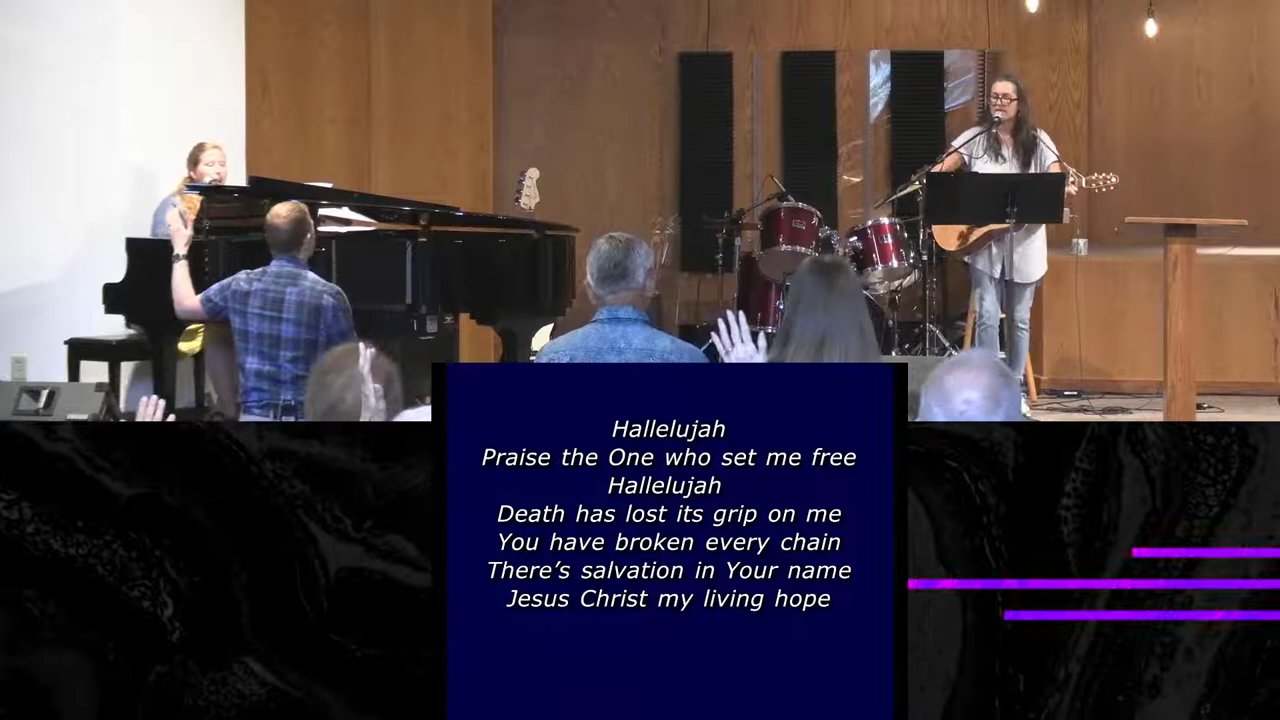 Hallelujah
Praise the One who set me free
Hallelujah
Death has lost its grip on me
You have broken every chain
There's salvation in Your name
Jesus Christ my living hope